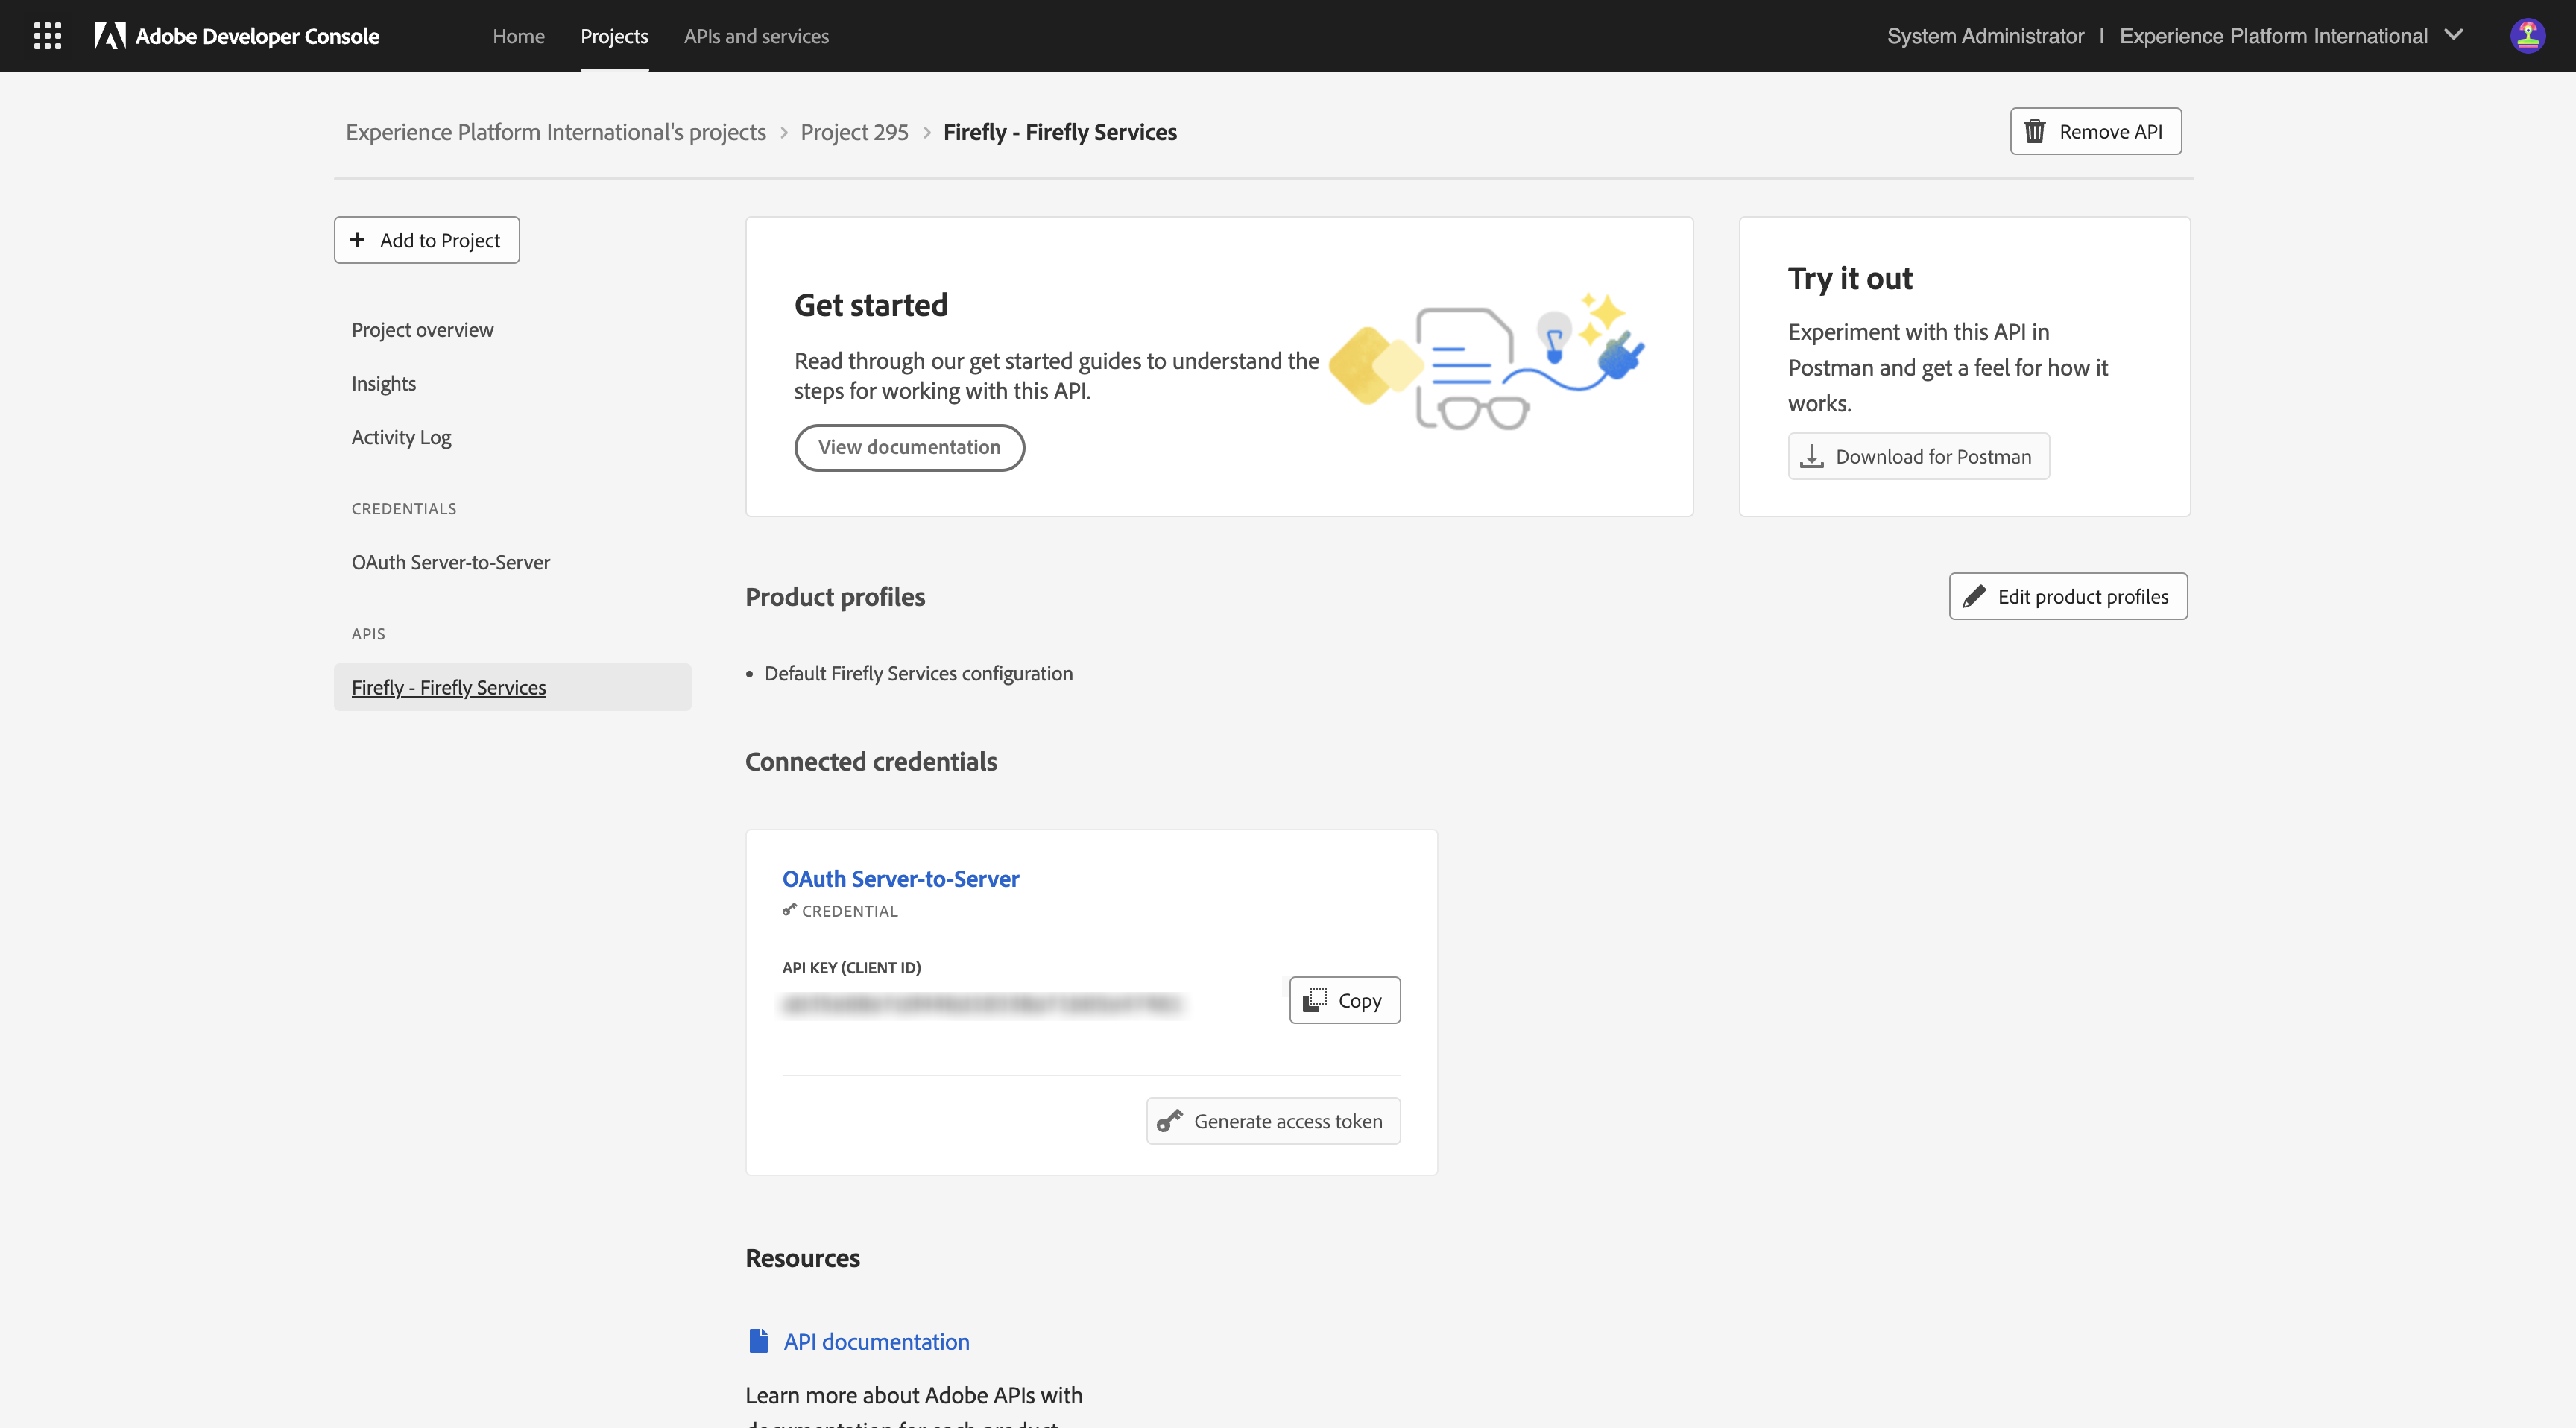 Adobe Developer Console
Home
Projects
APIs and services
System Administrator | Experience Platform International
Experience Platform International's projects > Project 295 > Firefly - Firefly Services
Remove API
+ Add to Project
Project overview
Insights
Activity Log
CREDENTIALS
OAuth Server-to-Server
APIS
Firefly - Firefly Services
Get started
Read through our get started guides to understand the
steps for working with this API.
View documentation
Try it out
Experiment with this API in
Postman and get a feel for how it
works.
Download for Postman
Product profiles
Edit product profiles
• Default Firefly Services configuration
Connected credentials
OAuth Server-to-Server
CREDENTIAL
API KEY (CLIENT ID)
Copy
Generate access token
Resources
API documentation
Learn more about Adobe APIs with
documentation for each product